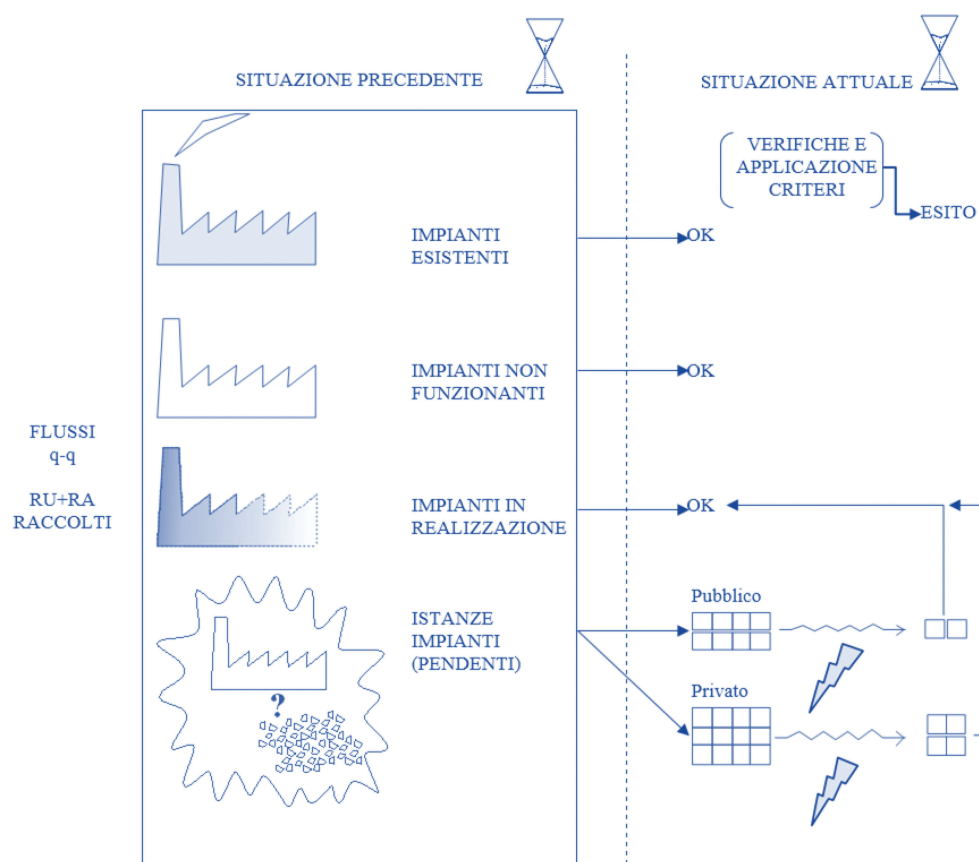 SITUAZIONE PRECEDENTE
SITUAZIONE ATTUALE
VERIFICHE E
APPLICAZIONE
CRITERI
ESITO
IMPIANTI
ESISTENTI
OK
IMPIANTI NON
FUNZIONANTI
OK
FLUSSI
q-q
RU+RA
RACCOLTI
IMPIANTI IN
REALIZZAZIONE
OK
ISTANZE
IMPIANTI
(PENDENTI)
?
Pubblico
Privato